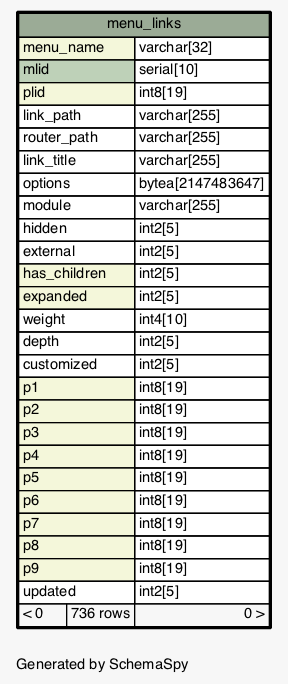 menu_links
menu_name varchar[32]
mlid serial[10]
plid int8[19]
link_path varchar[255]
router_path varchar[255]
link_title varchar[255]
options bytea[2147483647]
module varchar[255]
hidden int2[5]
external int2[5]
has_children int2[5]
expanded int2[5]
weight int4[10]
depth int2[5]
customized int2[5]
p1 int8[19]
p2 int8[19]
p3 int8[19]
p4 int8[19]
p5 int8[19]
p6 int8[19]
p7 int8[19]
p8 int8[19]
p9 int8[19]
updated int2[5]
< 0 736 rows 0 >
Generated by SchemaSpy